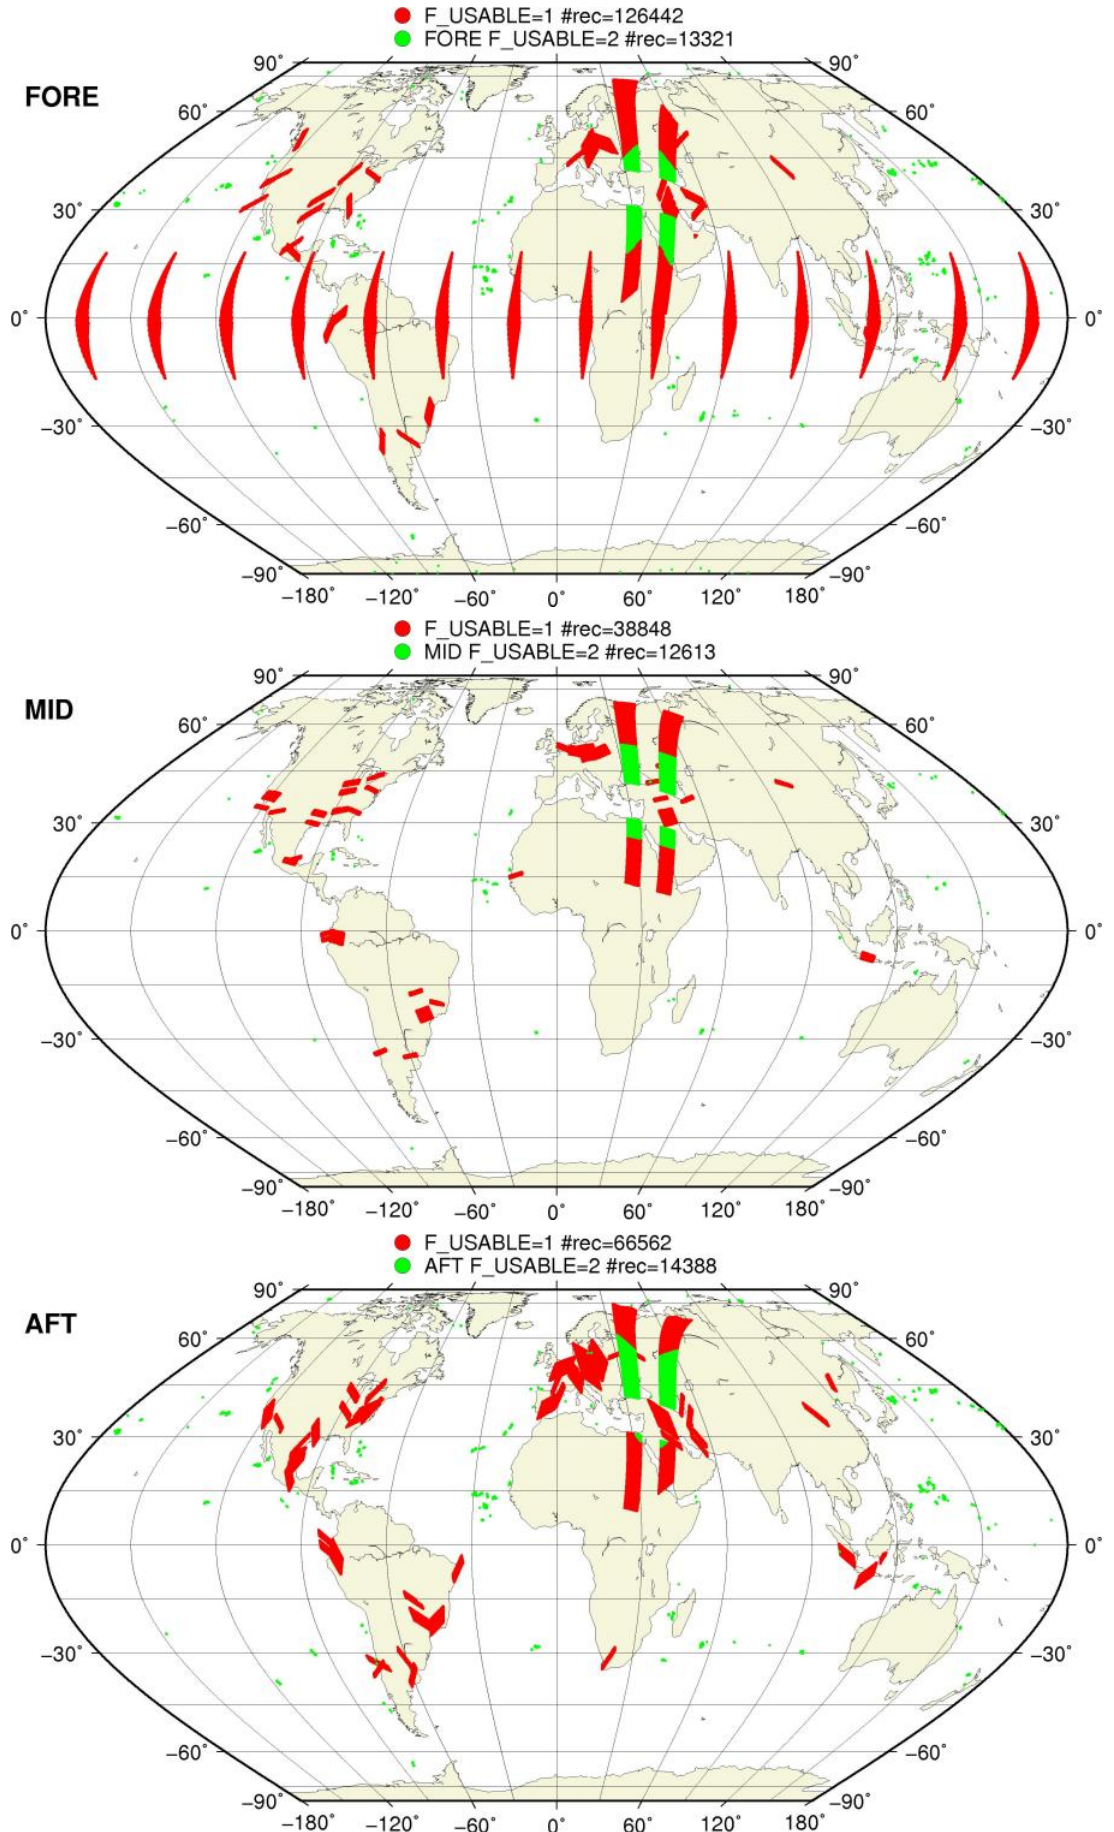 F_USABLE=1 #rec=126442
FORE F_USABLE=2 #rec=13321
FORE
90° 90°
60° 60°
30° 30°
0° 0°
−30° −30°
−60° −60°
−90° −90°
−180° −120° −60° 0° 60° 120° 180°
F_USABLE=1 #rec=38848
MID F_USABLE=2 #rec=12613
MID
90° 90°
60° 60°
30° 30°
0° 0°
−30° −30°
−60° −60°
−90° −90°
−180° −120° −60° 0° 60° 120° 180°
F_USABLE=1 #rec=66562
AFT F_USABLE=2 #rec=14388
AFT
90° 90°
60° 60°
30° 30°
0° 0°
−30° −30°
−60° −60°
−90° −90°
−180° −120° −60° 0° 60° 120° 180°